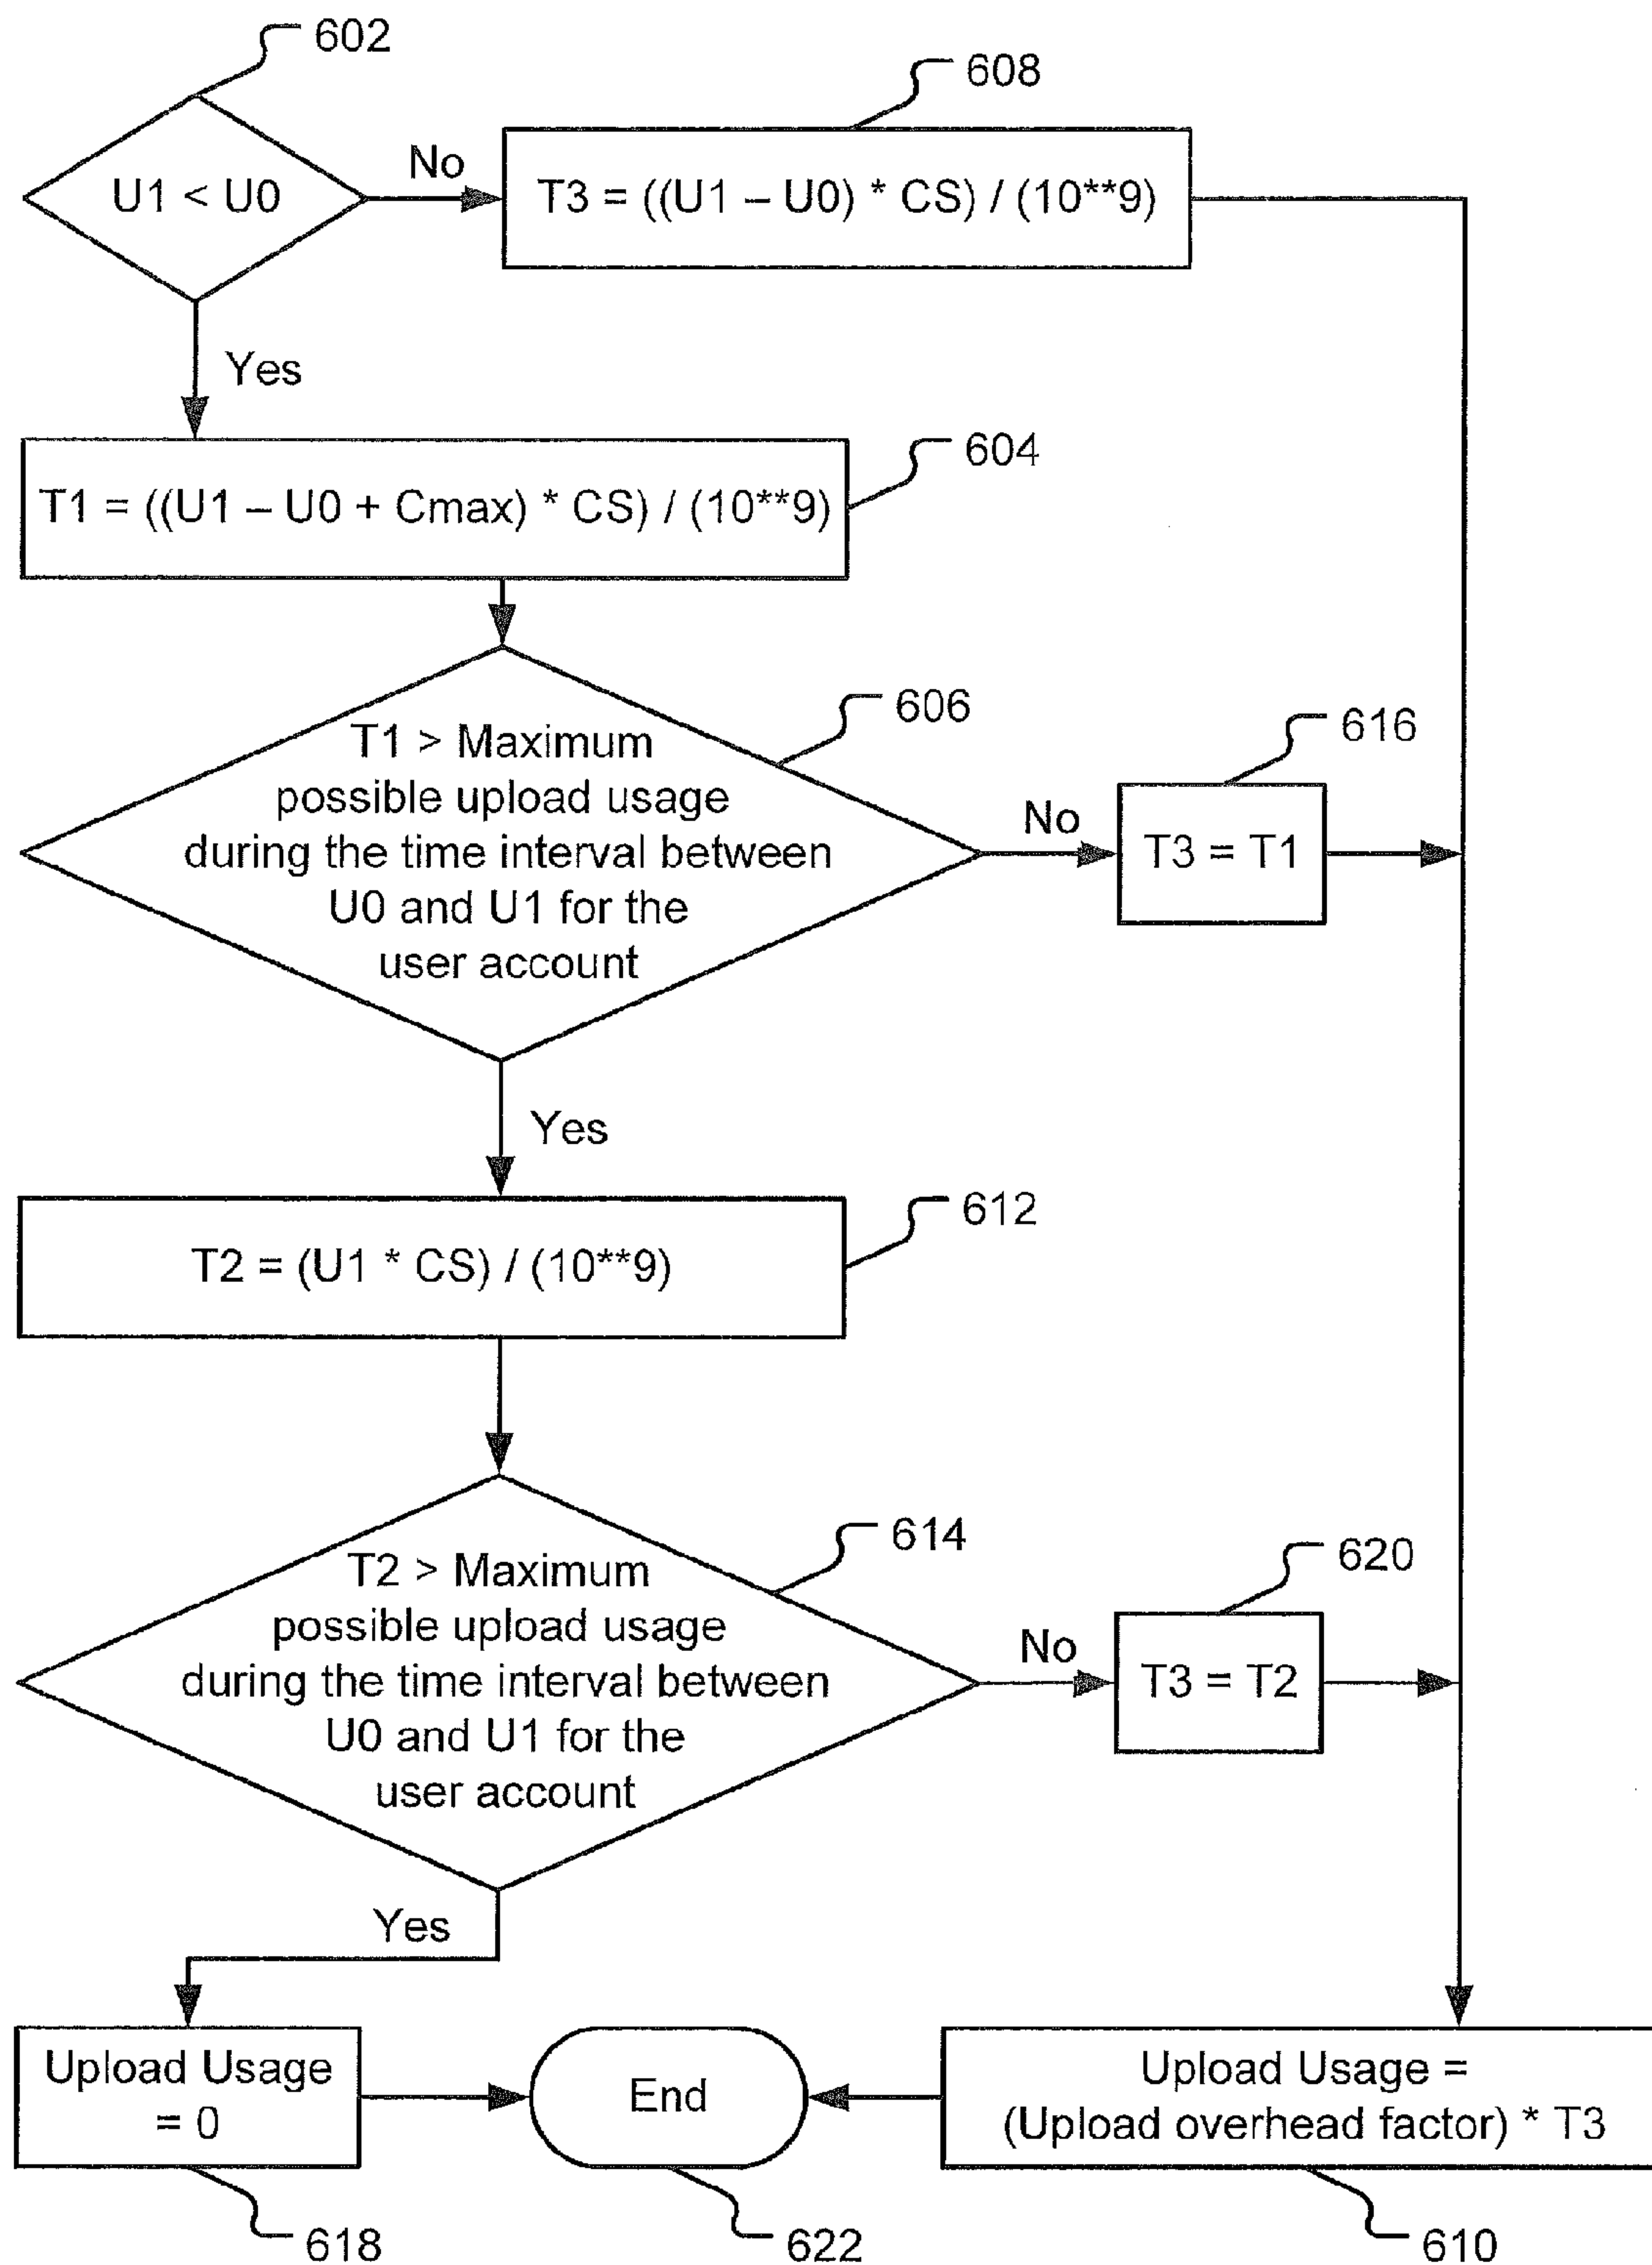 602
608
U1 < U0
No
T3 = ((U1 – U0) * CS) / (10**9)
Yes
604
T1 = ((U1 – U0 + Cmax) * CS) / (10**9)
606
T1 > Maximum
possible upload usage
during the time interval between
U0 and U1 for the
user account
No
616
T3 = T1
Yes
612
T2 = (U1 * CS) / (10**9)
614
T2 > Maximum
possible upload usage
during the time interval between
U0 and U1 for the
user account
No
620
T3 = T2
Yes
Upload Usage
= 0
End
Upload Usage =
(Upload overhead factor) * T3
618
622
610